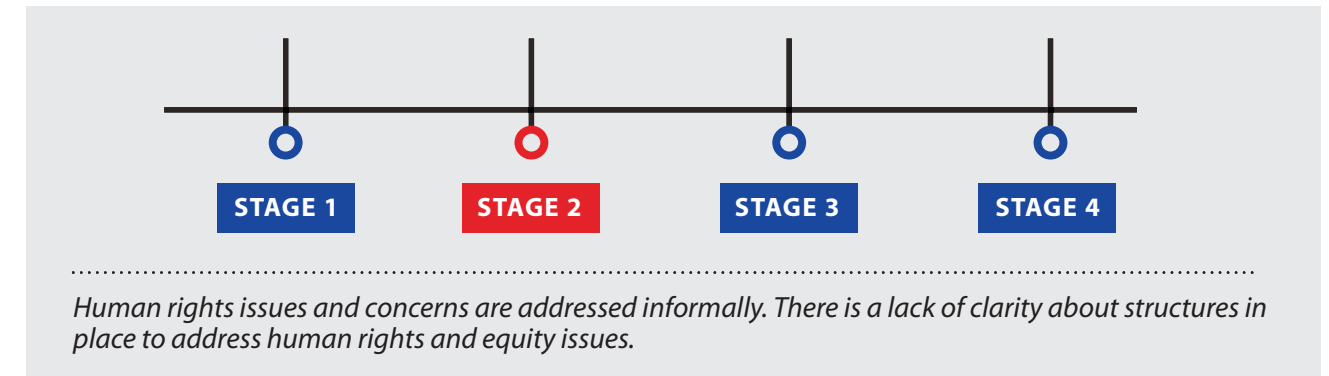 STAGE 1 STAGE 2 STAGE 3 STAGE 4
Human rights issues and concerns are addressed informally. There is a lack of clarity about structures in
place to address human rights and equity issues.